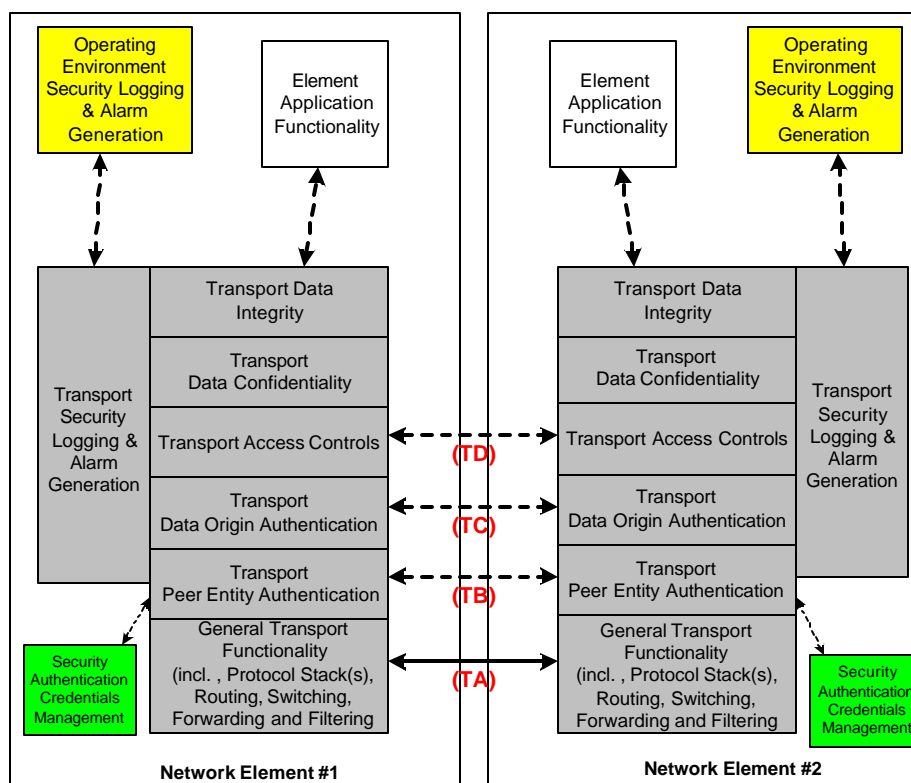 Operating
Environment
Security Logging
& Alarm
Generation
Element
Application
Functionality
Transport Data
Integrity
Transport
Data Confidentiality
Transport
Security
Logging &
Alarm
Generation
Transport Access Controls
Transport
Data Origin Authentication
Transport
Peer Entity Authentication
General Transport
Functionality
(incl. , Protocol Stack(s),
Routing, Switching,
Forwarding and Filtering
Security
Authentication
Credentials
Management
Network Element #1
(TD)
(TC)
(TB)
(TA)
Element
Application
Functionality
Operating
Environment
Security Logging
& Alarm
Generation
Transport Data
Integrity
Transport
Data Confidentiality
Transport Access Controls
Transport
Security
Logging &
Alarm
Generation
Transport
Data Origin Authentication
Transport
Peer Entity Authentication
General Transport
Functionality
(incl. , Protocol Stack(s),
Routing, Switching,
Forwarding and Filtering
Security
Authentication
Credentials
Management
Network Element #2